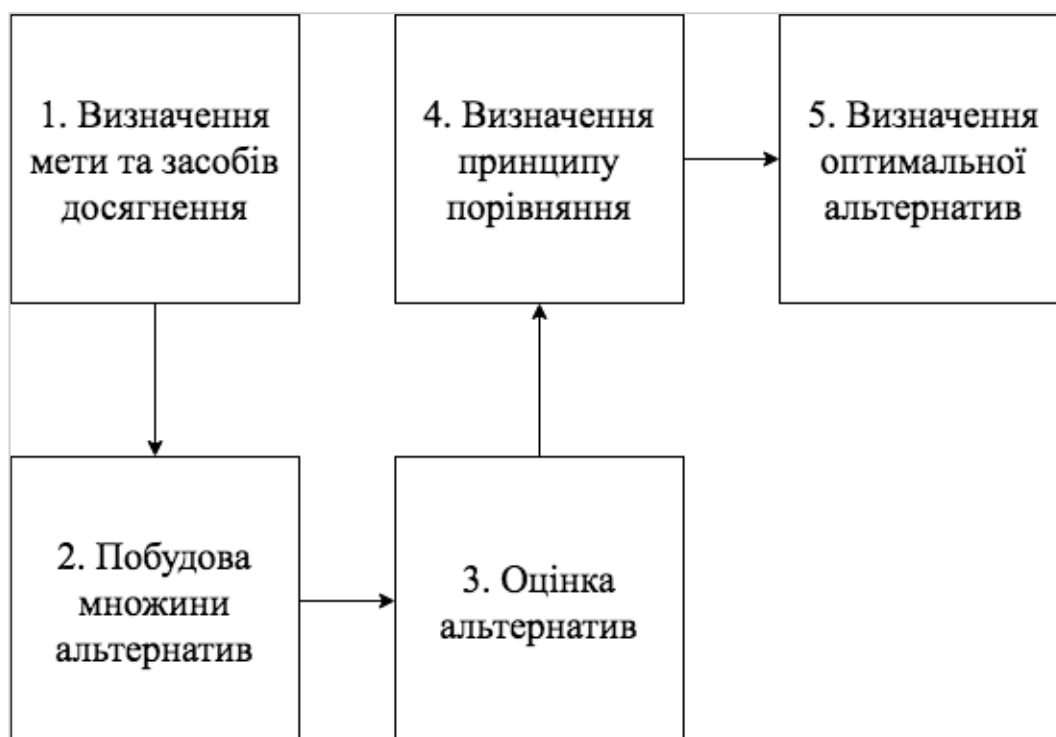 1. Визначення
мети та засобів
досягнення
2. Побудова
множини
альтернатив
3. Оцінка
альтернатив
4. Визначення
принципу
порівняння
5. Визначення
оптимальної
альтернатив